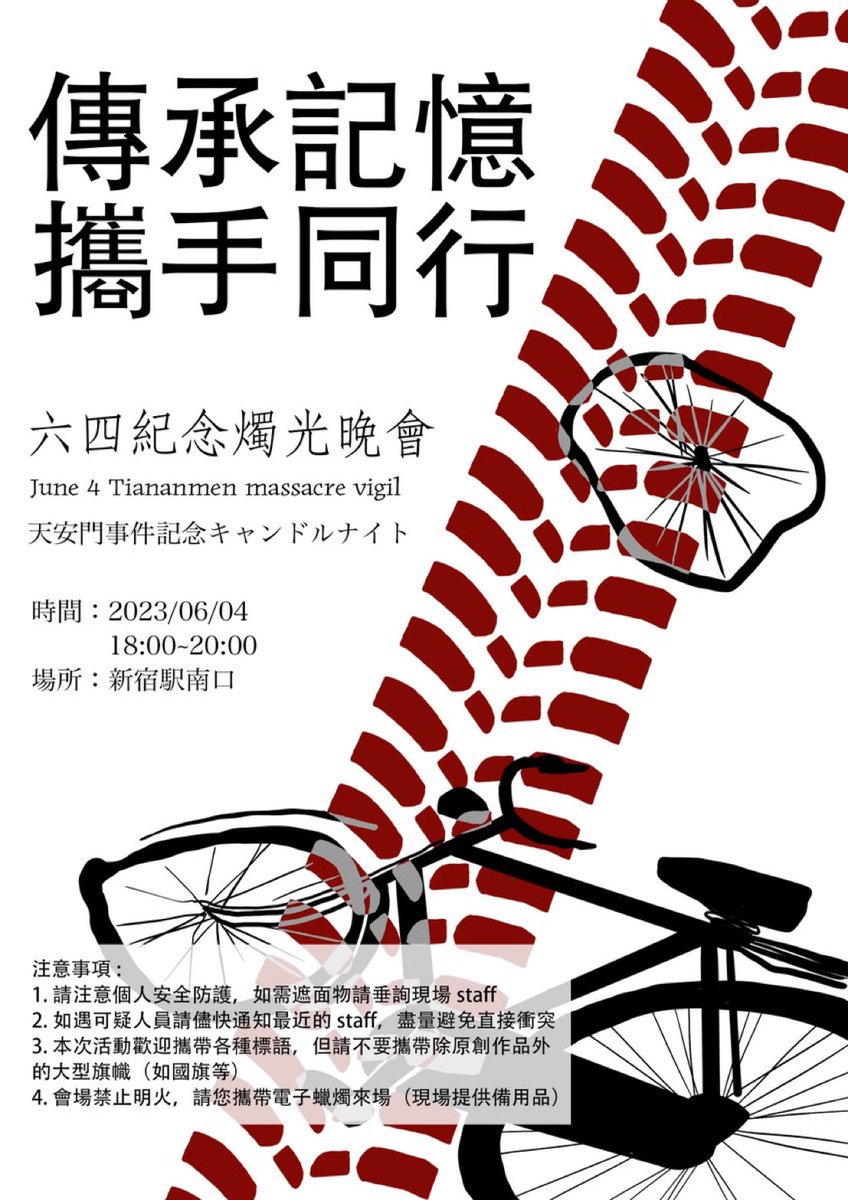 傳承記憶
攜手同行
六四紀念燭光晚會
June 4 Tiananmen massacre vigil
天安門事件記念キャンドルナイト
時間：2023/06/04
18:00~20:00
場所：新宿駅南口
注意事項：
1. 請注意個人安全防護，如需遮面物請垂詢現場 staff
2. 如遇可疑人員請儘快通知最近的 staff，盡量避免直接衝突
3. 本次活動歡迎攜帶各種標語，但請不要攜帶除原創作品外
的大型旗幟（如國旗等）
4. 會場禁止明火，請您攜帶電子蠟燭來場（現場提供備用品）